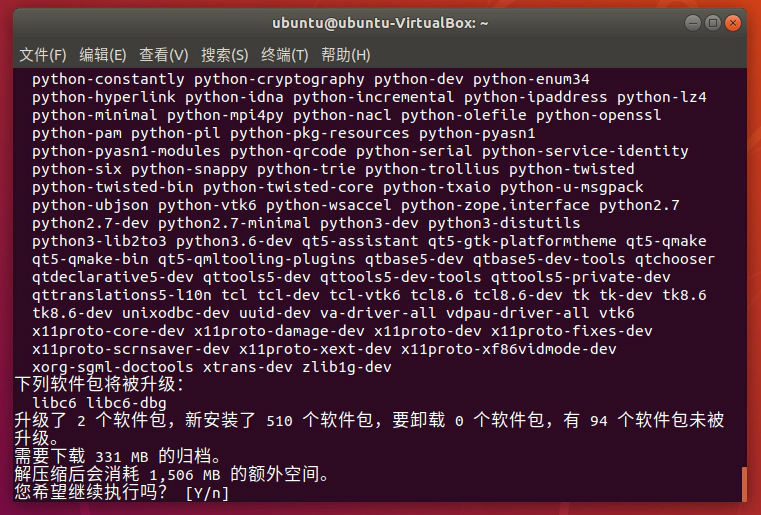 ubuntu@ubuntu-VirtualBox: ~
文件(F) 编辑(E) 查看(V) 搜索(S) 终端(T) 帮助(H)
python-constantly python-cryptography python-dev python-enum34
python-hyperlink python-idna python-incremental python-ipaddress python-lz4
python-minimal python-mpi4py python-nacl python-olefile python-openssl
python-pam python-pil python-pkg-resources python-pyasn1
python-pyasn1-modules python-qrcode python-serial python-service-identity
python-six python-snappy python-trie python-trollius python-twisted
python-twisted-bin python-twisted-core python-txaio python-u-msgpack
python-ubjson python-vtk6 python-wsaccel python-zope.interface python2.7
python2.7-dev python2.7-minimal python3-dev python3-distutils
python3-lib2to3 python3.6-dev qt5-assistant qt5-gtk-platformtheme qt5-qmake
qt5-qmake-bin qt5-qmltooling-plugins qtbase5-dev qtbase5-dev-tools qtchooser
qtdeclarative5-dev qttools5-dev qttools5-dev-tools qttools5-private-dev
qttranslations5-l10n tcl tcl-dev tcl-vtk6 tcl8.6 tcl8.6-dev tk tk-dev tk8.6
tk8.6-dev unixodbc-dev uuid-dev va-driver-all vdpau-driver-all vtk6
x11proto-core-dev x11proto-damage-dev x11proto-dev x11proto-fixes-dev
x11proto-scrnsaver-dev x11proto-xext-dev x11proto-xf86vidmode-dev
xorg-sgml-doctools xtrans-dev zlib1g-dev
下列软件包将被升级：
libc6 libc6-dbg
升级了 2 个软件包，新安装了 510 个软件包，要卸载 0 个软件包，有 94 个软件包未被
升级。
需要下载 331 MB 的归档。
解压缩后会消耗 1,506 MB 的额外空间。
您希望继续执行吗？ [Y/n]